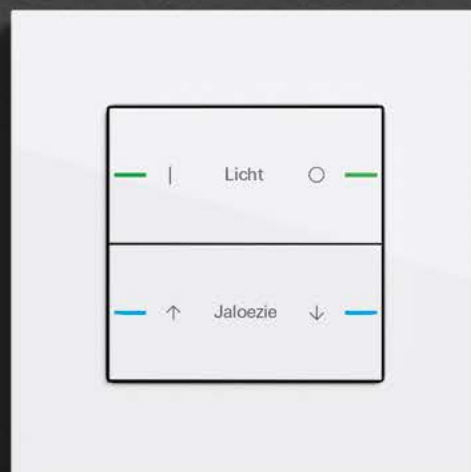 | Licht ○
↑ Jaloezie ↓